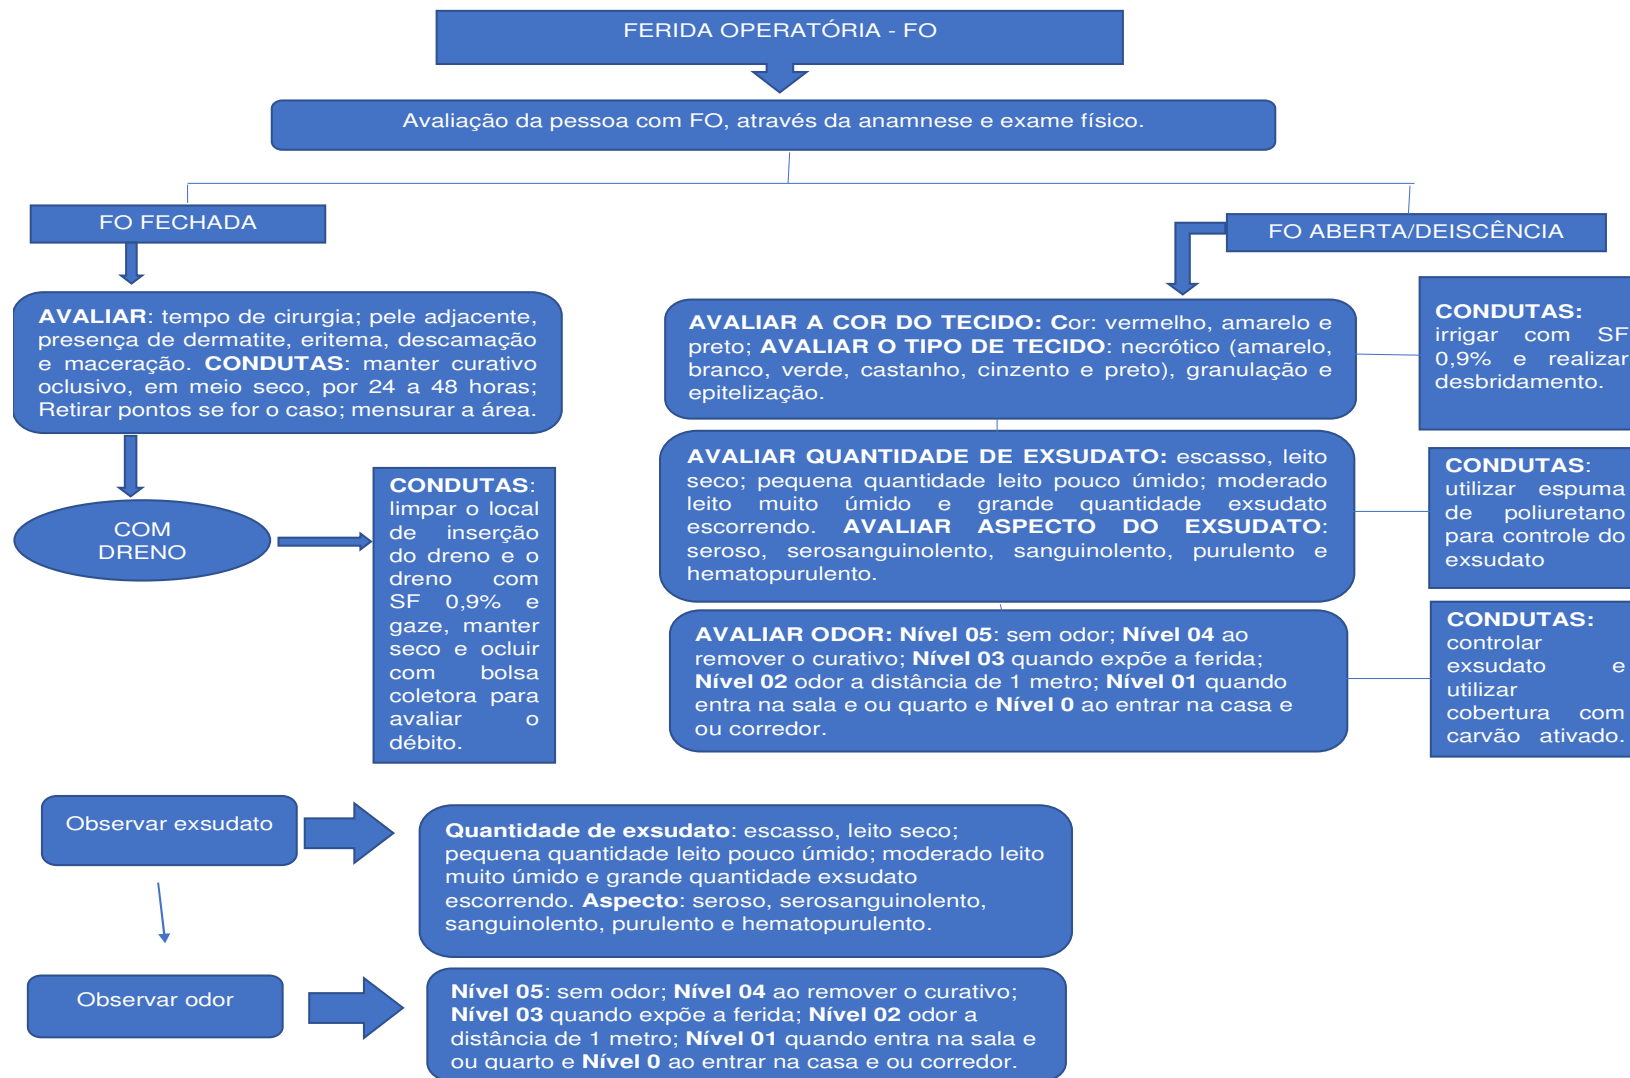 FERIDA OPERATÓRIA - FO
Avaliação da pessoa com FO, através da anamnese e exame físico.
FO FECHADA
AVALIAR: tempo de cirurgia; pele adjacente,
presença de dermatite, eritema, descamação
e maceração. CONDUTAS: manter curativo
oclusivo, em meio seco, por 24 a 48 horas;
Retirar pontos se for o caso; mensurar a área.
COM
DRENO
CONDUTAS:
limpar o local
de inserção
do dreno e o
dreno com
SF 0,9% e
gaze, manter
seco e ocluir
com bolsa
coletora para
avaliar o
débito.
FO ABERTA/DEISCÊNCIA
AVALIAR A COR DO TECIDO: Cor: vermelho, amarelo e
preto; AVALIAR O TIPO DE TECIDO: necrótico (amarelo,
branco, verde, castanho, cinzento e preto), granulação e
epitelização.
CONDUTAS:
irrigar com SF
0,9% e realizar
desbridamento.
AVALIAR QUANTIDADE DE EXSUDATO: escasso, leito
seco; pequena quantidade leito pouco úmido; moderado
leito muito úmido e grande quantidade exsudato
escorrendo. AVALIAR ASPECTO DO EXSUDATO:
seroso, serosanguinolento, sanguinolento, purulento e
hematopurulento.
CONDUTAS:
utilizar espuma
de poliuretano
para controle do
exsudato
AVALIAR ODOR: Nível 05: sem odor; Nível 04 ao
remover o curativo; Nível 03 quando expõe a ferida;
Nível 02 odor a distância de 1 metro; Nível 01 quando
entra na sala e ou quarto e Nível 0 ao entrar na casa e
ou corredor.
CONDUTAS:
controlar
exsudato e
utilizar
cobertura com
carvão ativado.
Observar exsudato
Quantidade de exsudato: escasso, leito seco;
pequena quantidade leito pouco úmido; moderado leito
muito úmido e grande quantidade exsudato
escorrendo. Aspecto: seroso, serosanguinolento,
sanguinolento, purulento e hematopurulento.
Observar odor
Nível 05: sem odor; Nível 04 ao remover o curativo;
Nível 03 quando expõe a ferida; Nível 02 odor a
distância de 1 metro; Nível 01 quando entra na sala e
ou quarto e Nível 0 ao entrar na casa e ou corredor.